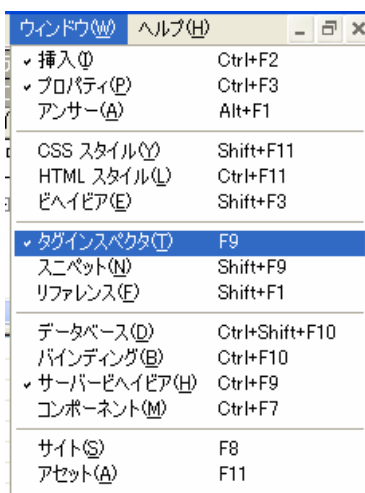 ウィンドウ(W) ヘルプ(H)
挿入(I) Ctrl+F2
プロパティ(P) Ctrl+F3
アンサー(A) Alt+F1
CSS スタイル(Y) Shift+F11
HTML スタイル(L) Ctrl+F11
ビヘイビア(E) Shift+F3
タグインスペクタ(T) F9
スニペット(N) Shift+F9
リファレンス(F) Shift+F1
データベース(D) Ctrl+Shift+F10
バインディング(B) Ctrl+F10
サーバービヘイビア(H) Ctrl+F9
コンポーネント(M) Ctrl+F7
サイト(S) F8
アセット(A) F11